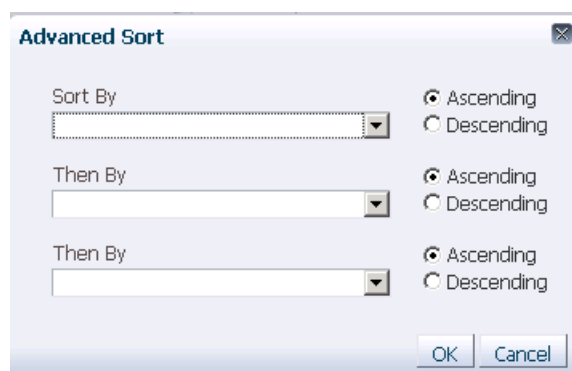 Advanced Sort
Sort By
Ascending
Descending
Then By
Ascending
Descending
Then By
Ascending
Descending
OK Cancel